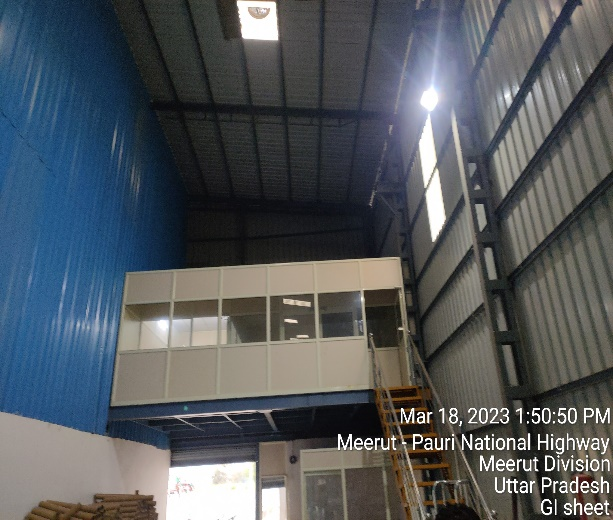 Mar 18, 2023 1:50:50 PM
Meerut - Pauri National Highway
Meerut Division
Uttar Pradesh
GI sheet